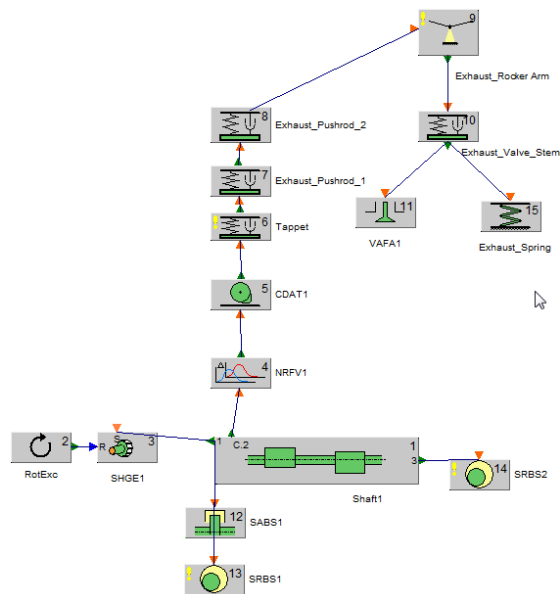 9
Exhaust_Rocker Arm
8
Exhaust_Pushrod_2
10
Exhaust_Valve_Stem
7
Exhaust_Pushrod_1
11
VAFA1
15
Exhaust_Spring
6
Tappet
5
CDAT1
4
NRFV1
2
RotExc
R
S
3
SHGE1
1
C.2
1
3
Shaft1
14
SRBS2
12
SABS1
13
SRBS1